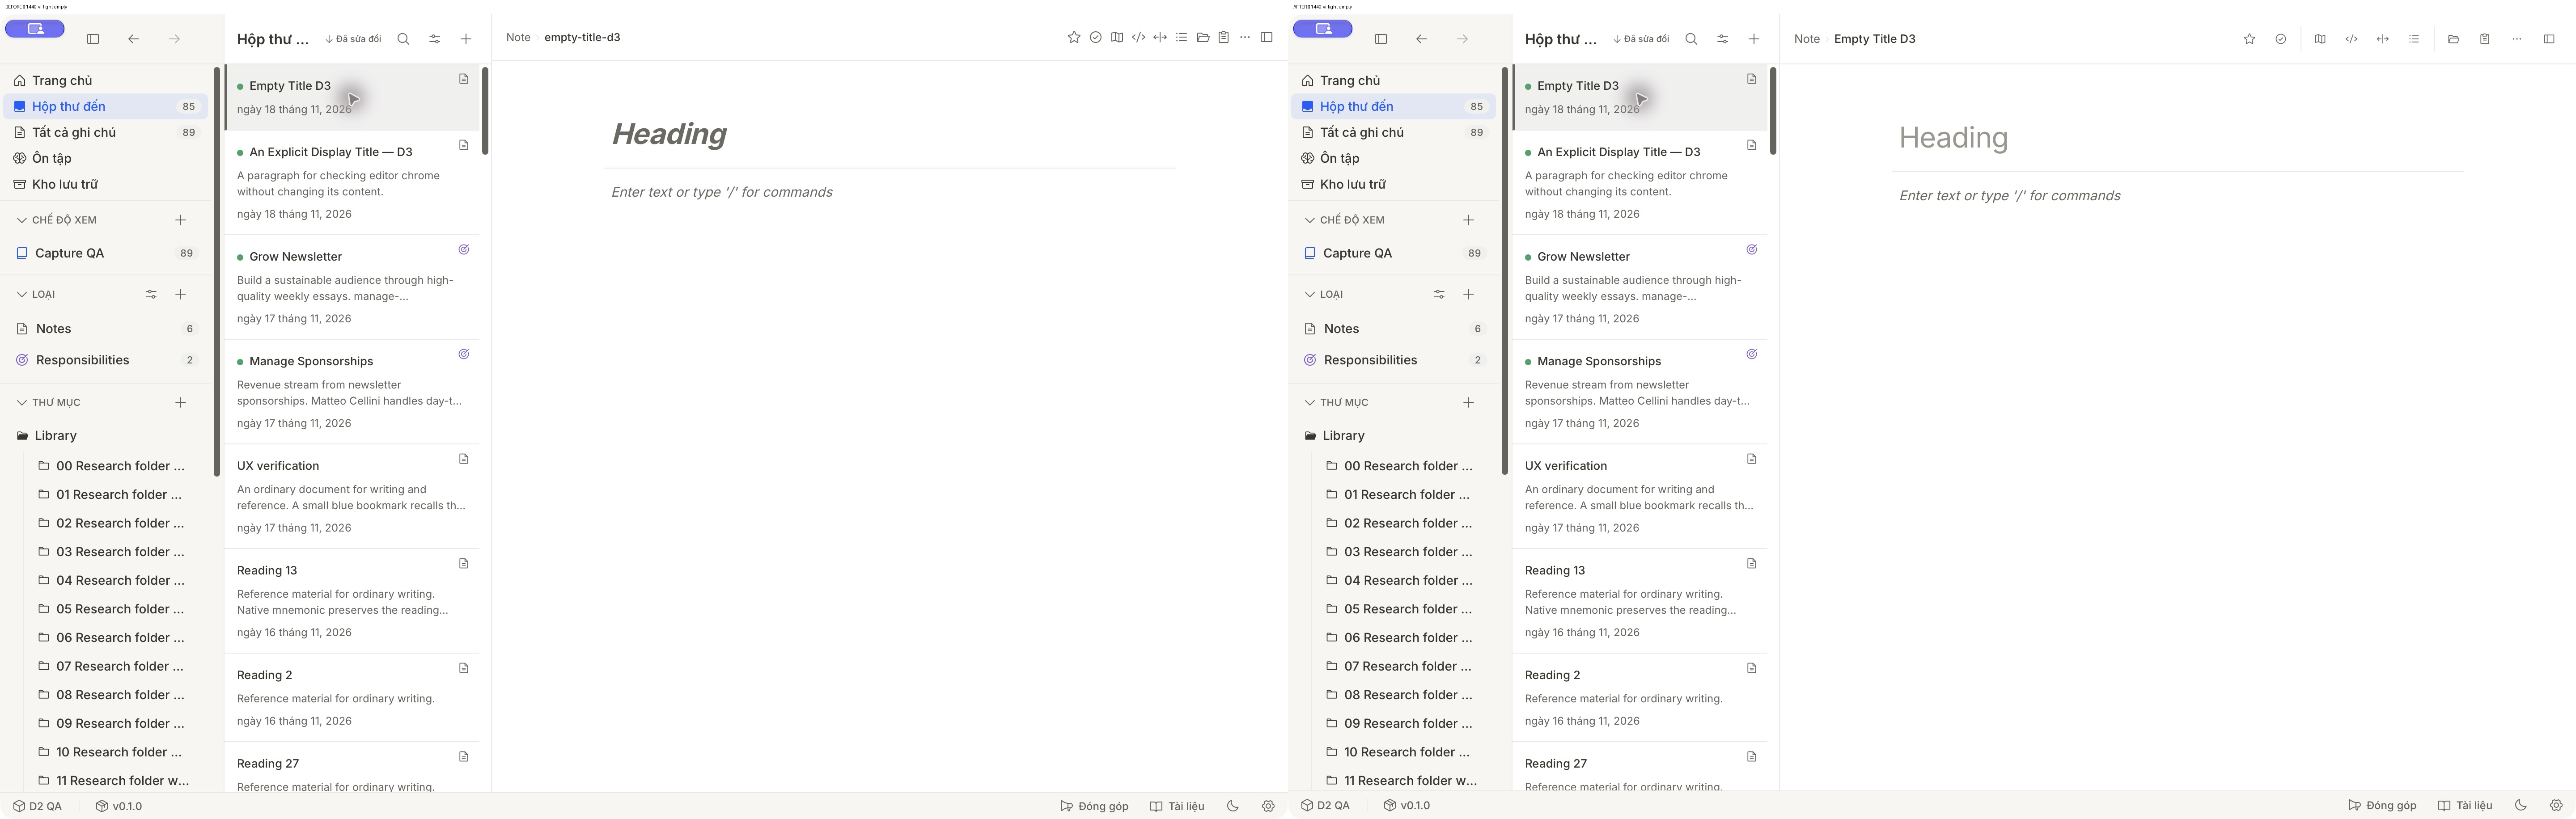 BEFORE@1440-vi-light-empty
Hộp thư ...
Đã sửa đổi
Note
empty-title-d3
Trang chủ
Hộp thư đến
85
Tất cả ghi chú
89
Ôn tập
Kho lưu trữ
CHẾ ĐỘ XEM
Capture QA
89
LOẠI
Notes
6
Responsibilities
2
THƯ MỤC
Library
00 Research folder ...
01 Research folder ...
02 Research folder ...
03 Research folder ...
04 Research folder ...
05 Research folder ...
06 Research folder ...
07 Research folder ...
08 Research folder ...
09 Research folder ...
10 Research folder ...
11 Research folder w...
Empty Title D3
ngày 18 tháng 11, 2026
An Explicit Display Title — D3
A paragraph for checking editor chrome
without changing its content.
ngày 18 tháng 11, 2026
Grow Newsletter
Build a sustainable audience through high-
quality weekly essays. manage-...
ngày 17 tháng 11, 2026
Manage Sponsorships
Revenue stream from newsletter
sponsorships. Matteo Cellini handles day-t...
ngày 17 tháng 11, 2026
UX verification
An ordinary document for writing and
reference. A small blue bookmark recalls th...
ngày 17 tháng 11, 2026
Reading 13
Reference material for ordinary writing.
Native mnemonic preserves the reading...
ngày 16 tháng 11, 2026
Reading 2
Reference material for ordinary writing.
ngày 16 tháng 11, 2026
Reading 27
Reference material for ordinary writing.
Heading
Enter text or type '/' for commands
D2 QA
v0.1.0
Đóng góp
Tài liệu
AFTER@1440-vi-light-empty
Hộp thư ...
Đã sửa đổi
Note
Empty Title D3
Trang chủ
Hộp thư đến
85
Tất cả ghi chú
89
Ôn tập
Kho lưu trữ
CHẾ ĐỘ XEM
Capture QA
89
LOẠI
Notes
6
Responsibilities
2
THƯ MỤC
Library
00 Research folder ...
01 Research folder ...
02 Research folder ...
03 Research folder ...
04 Research folder ...
05 Research folder ...
06 Research folder ...
07 Research folder ...
08 Research folder ...
09 Research folder ...
10 Research folder ...
11 Research folder w...
Empty Title D3
ngày 18 tháng 11, 2026
An Explicit Display Title — D3
A paragraph for checking editor chrome
without changing its content.
ngày 18 tháng 11, 2026
Grow Newsletter
Build a sustainable audience through high-
quality weekly essays. manage-...
ngày 17 tháng 11, 2026
Manage Sponsorships
Revenue stream from newsletter
sponsorships. Matteo Cellini handles day-t...
ngày 17 tháng 11, 2026
UX verification
An ordinary document for writing and
reference. A small blue bookmark recalls th...
ngày 17 tháng 11, 2026
Reading 13
Reference material for ordinary writing.
Native mnemonic preserves the reading...
ngày 16 tháng 11, 2026
Reading 2
Reference material for ordinary writing.
ngày 16 tháng 11, 2026
Reading 27
Reference material for ordinary writing.
Heading
Enter text or type '/' for commands
D2 QA
v0.1.0
Đóng góp
Tài liệu